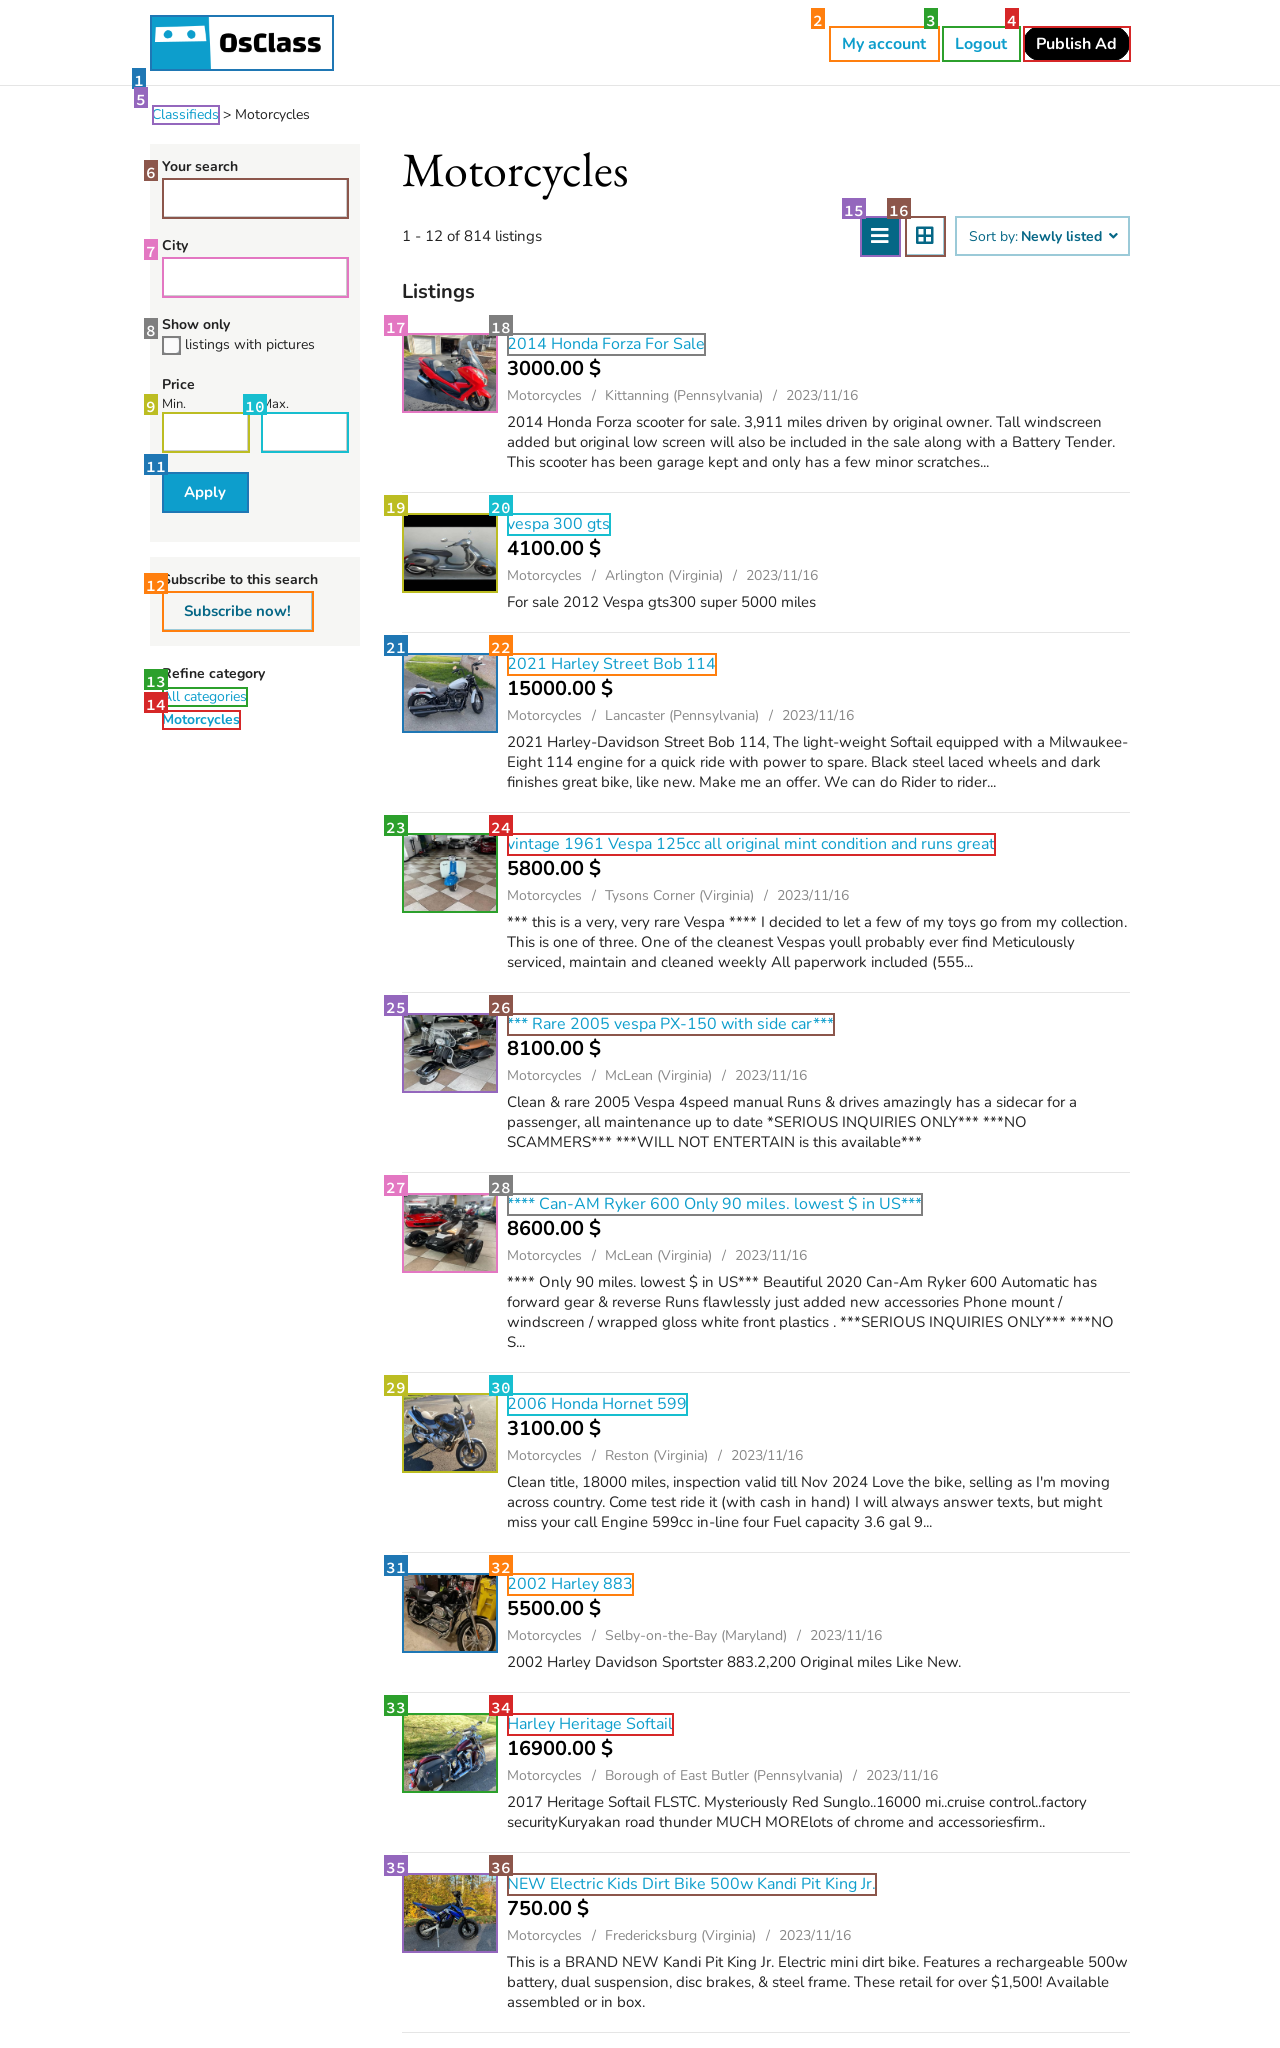 1
OsClass
2
My account
3
Logout
4
Publish Ad
5
Classifieds > Motorcycles
6
Your search
7
City
8
Show only
listings with pictures
Price
9
Min.
10
Max.
11
Apply
12
Subscribe to this search
Subscribe now!
Refine category
13
All categories
14
Motorcycles
Motorcycles
1 - 12 of 814 listings
15
16
Sort by: Newly listed
Listings
17
18
2014 Honda Forza For Sale
3000.00 $
Motorcycles / Kittanning (Pennsylvania) / 2023/11/16
2014 Honda Forza scooter for sale. 3,911 miles driven by original owner. Tall windscreen
added but original low screen will also be included in the sale along with a Battery Tender.
This scooter has been garage kept and only has a few minor scratches...
19
20
vespa 300 gts
4100.00 $
Motorcycles / Arlington (Virginia) / 2023/11/16
For sale 2012 Vespa gts300 super 5000 miles
21
22
2021 Harley Street Bob 114
15000.00 $
Motorcycles / Lancaster (Pennsylvania) / 2023/11/16
2021 Harley-Davidson Street Bob 114, The light-weight Softail equipped with a Milwaukee-
Eight 114 engine for a quick ride with power to spare. Black steel laced wheels and dark
finishes great bike, like new. Make me an offer. We can do Rider to rider...
23
24
vintage 1961 Vespa 125cc all original mint condition and runs great
5800.00 $
Motorcycles / Tysons Corner (Virginia) / 2023/11/16
*** this is a very, very rare Vespa **** I decided to let a few of my toys go from my collection.
This is one of three. One of the cleanest Vespas youll probably ever find Meticulously
serviced, maintain and cleaned weekly All paperwork included (555...
25
26
*** Rare 2005 vespa PX-150 with side car***
8100.00 $
Motorcycles / McLean (Virginia) / 2023/11/16
Clean & rare 2005 Vespa 4speed manual Runs & drives amazingly has a sidecar for a
passenger, all maintenance up to date *SERIOUS INQUIRIES ONLY*** ***NO
SCAMMERS*** ***WILL NOT ENTERTAIN is this available***
27
28
**** Can-AM Ryker 600 Only 90 miles. lowest $ in US***
8600.00 $
Motorcycles / McLean (Virginia) / 2023/11/16
**** Only 90 miles. lowest $ in US*** Beautiful 2020 Can-Am Ryker 600 Automatic has
forward gear & reverse Runs flawlessly just added new accessories Phone mount /
windscreen / wrapped gloss white front plastics . ***SERIOUS INQUIRIES ONLY*** ***NO
S...
29
30
2006 Honda Hornet 599
3100.00 $
Motorcycles / Reston (Virginia) / 2023/11/16
Clean title, 18000 miles, inspection valid till Nov 2024 Love the bike, selling as I'm moving
across country. Come test ride it (with cash in hand) I will always answer texts, but might
miss your call Engine 599cc in-line four Fuel capacity 3.6 gal 9...
31
32
2002 Harley 883
5500.00 $
Motorcycles / Selby-on-the-Bay (Maryland) / 2023/11/16
2002 Harley Davidson Sportster 883.2,200 Original miles Like New.
33
34
Harley Heritage Softail
16900.00 $
Motorcycles / Borough of East Butler (Pennsylvania) / 2023/11/16
2017 Heritage Softail FLSTC. Mysteriously Red Sunglo..16000 mi..cruise control..factory
securityKuryakan road thunder MUCH MORElots of chrome and accessoriesfirm..
35
36
NEW Electric Kids Dirt Bike 500w Kandi Pit King Jr.
750.00 $
Motorcycles / Fredericksburg (Virginia) / 2023/11/16
This is a BRAND NEW Kandi Pit King Jr. Electric mini dirt bike. Features a rechargeable 500w
battery, dual suspension, disc brakes, & steel frame. These retail for over $1,500! Available
assembled or in box.